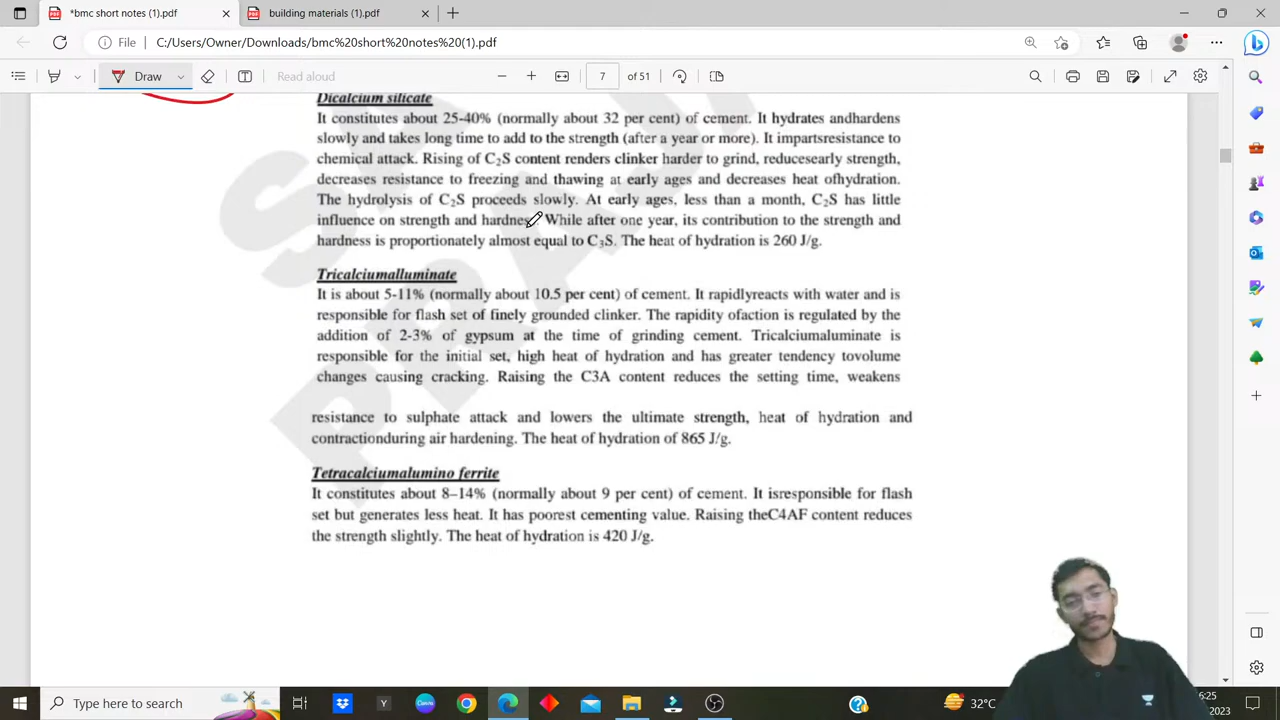 *bmc short notes (1).pdf
building materials (1).pdf
File
C:/Users/Owner/Downloads/bmc%20short%20notes%20(1).pdf
Draw
Read aloud
7
of 51
Dicalcium silicate
It constitutes about 25-40% (normally about 32 per cent) of cement. It hydrates andhardens
slowly and takes long time to add to the strength (after a year or more). It impartsresistance to
chemical attack. Rising of C₂S content renders clinker harder to grind, reducesearly strength,
decreases resistance to freezing and thawing at early ages and decreases heat ofhydration.
The hydrolysis of C₂S proceeds slowly. At early ages, less than a month, C₂S has little
influence on strength and hardness. While after one year, its contribution to the strength and
hardness is proportionately almost equal to C₃S. The heat of hydration is 260 J/g.
Tricalciumalluminate
It is about 5-11% (normally about 10.5 per cent) of cement. It rapidlyreacts with water and is
responsible for flash set of finely grounded clinker. The rapidity ofaction is regulated by the
addition of 2-3% of gypsum at the time of grinding cement. Tricalciumaluminate is
responsible for the initial set, high heat of hydration and has greater tendency tovolume
changes causing cracking. Raising the C3A content reduces the setting time, weakens
resistance to sulphate attack and lowers the ultimate strength, heat of hydration and
contractionduring air hardening. The heat of hydration of 865 J/g.
Tetracalciumalumino ferrite
It constitutes about 8–14% (normally about 9 per cent) of cement. It isresponsible for flash
set but generates less heat. It has poorest cementing value. Raising theC4AF content reduces
the strength slightly. The heat of hydration is 420 J/g.
Type here to search
32°C